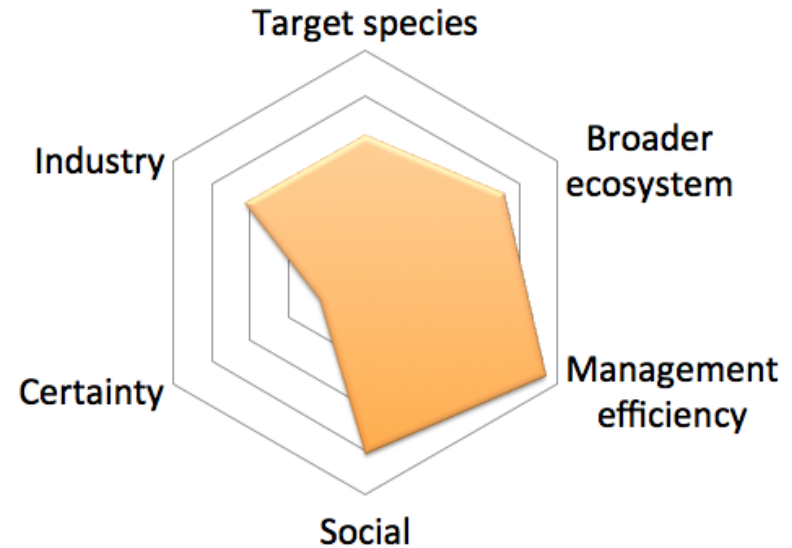 Target species
Industry
Broader
ecosystem
Certainty
Management
efficiency
Social